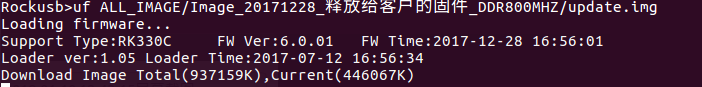 Rockusb>uf ALL_IMAGE/Image_20171228_释放给客户的固件_DDR800MHZ/update.img
Loading firmware...
Support Type:RK330C FW Ver:6.0.01 FW Time:2017-12-28 16:56:01
Loader ver:1.05 Loader Time:2017-07-12 16:56:34
Download Image Total(937159K),Current(446067K)